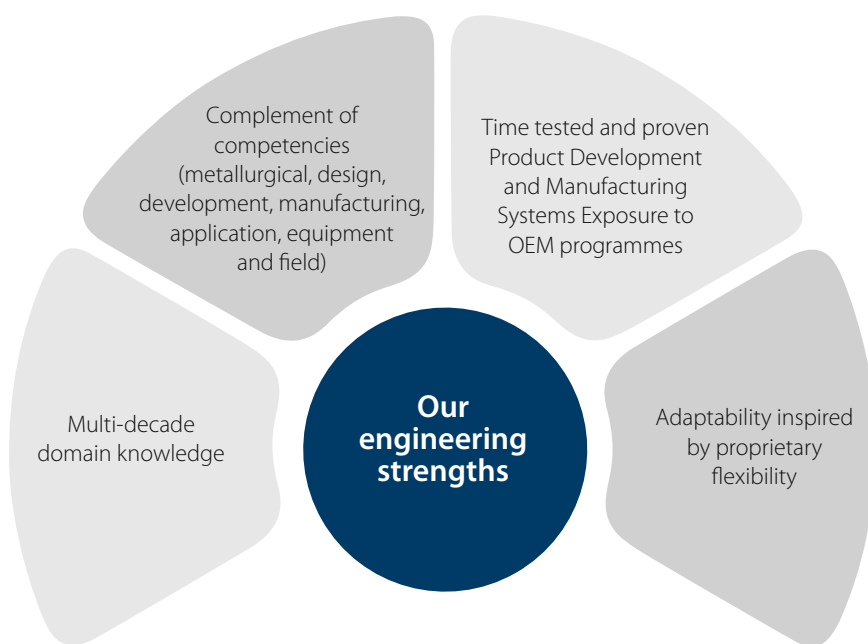 Complement of
competencies
(metallurgical, design,
development, manufacturing,
application, equipment
and field)
Time tested and proven
Product Development
and Manufacturing
Systems Exposure to
OEM programmes
Multi-decade
domain knowledge
Our
engineering
strengths
Adaptability inspired
by proprietary
flexibility